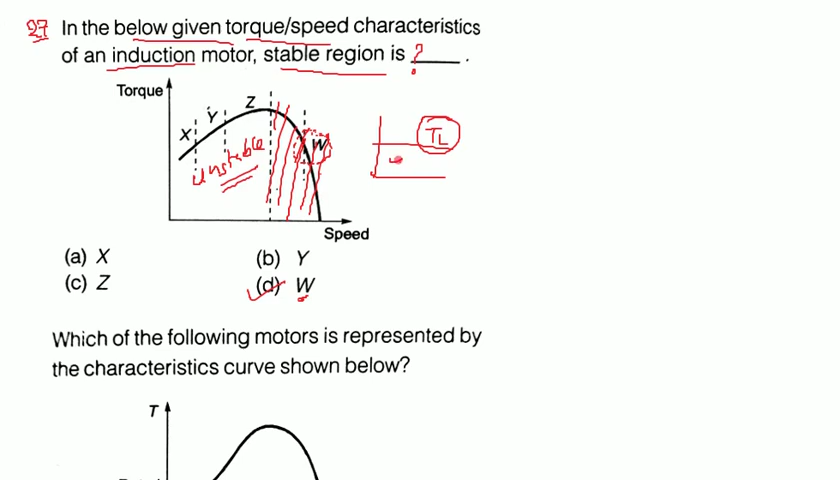 27 In the below given torque/speed characteristics
of an induction motor, stable region is ? ____ .
Torque
X
Y
Z
W
unstable
TL
Speed
(a) X
(b) Y
(c) Z
(d) W
Which of the following motors is represented by
the characteristics curve shown below?
T